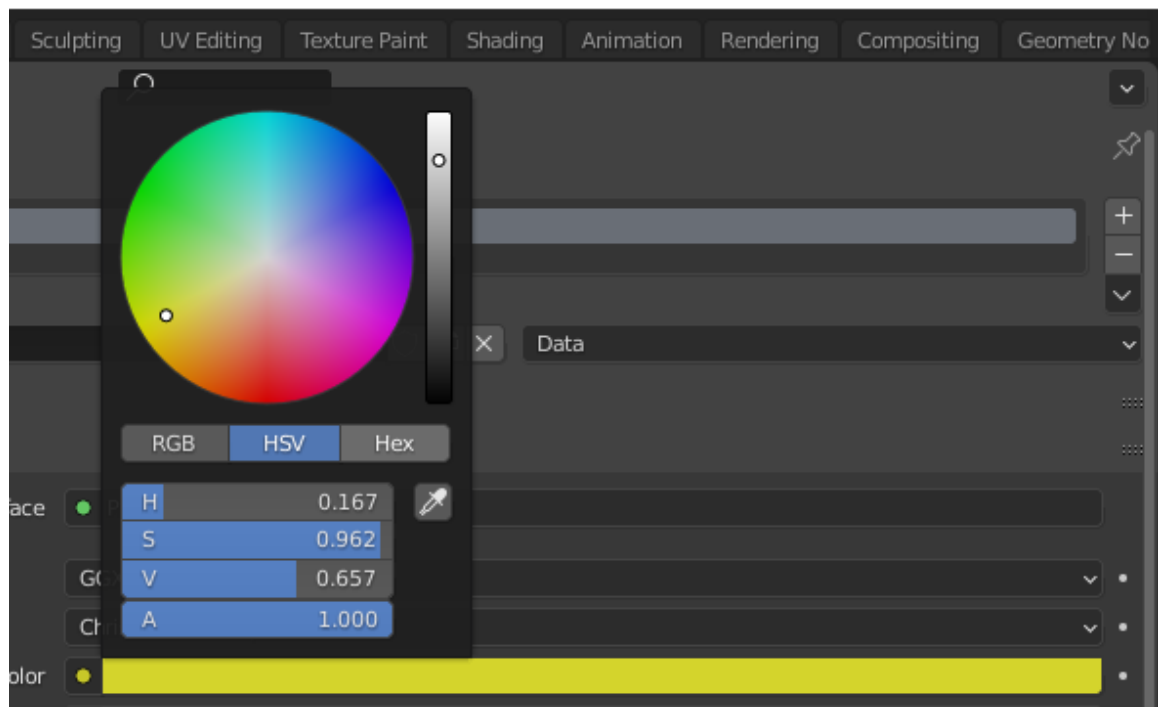 Sculpting UV Editing Texture Paint Shading Animation Rendering Compositing Geometry No
Data
RGB HSV Hex
ace
H 0.167
S 0.962
GG V 0.657
Ch A 1.000
olor